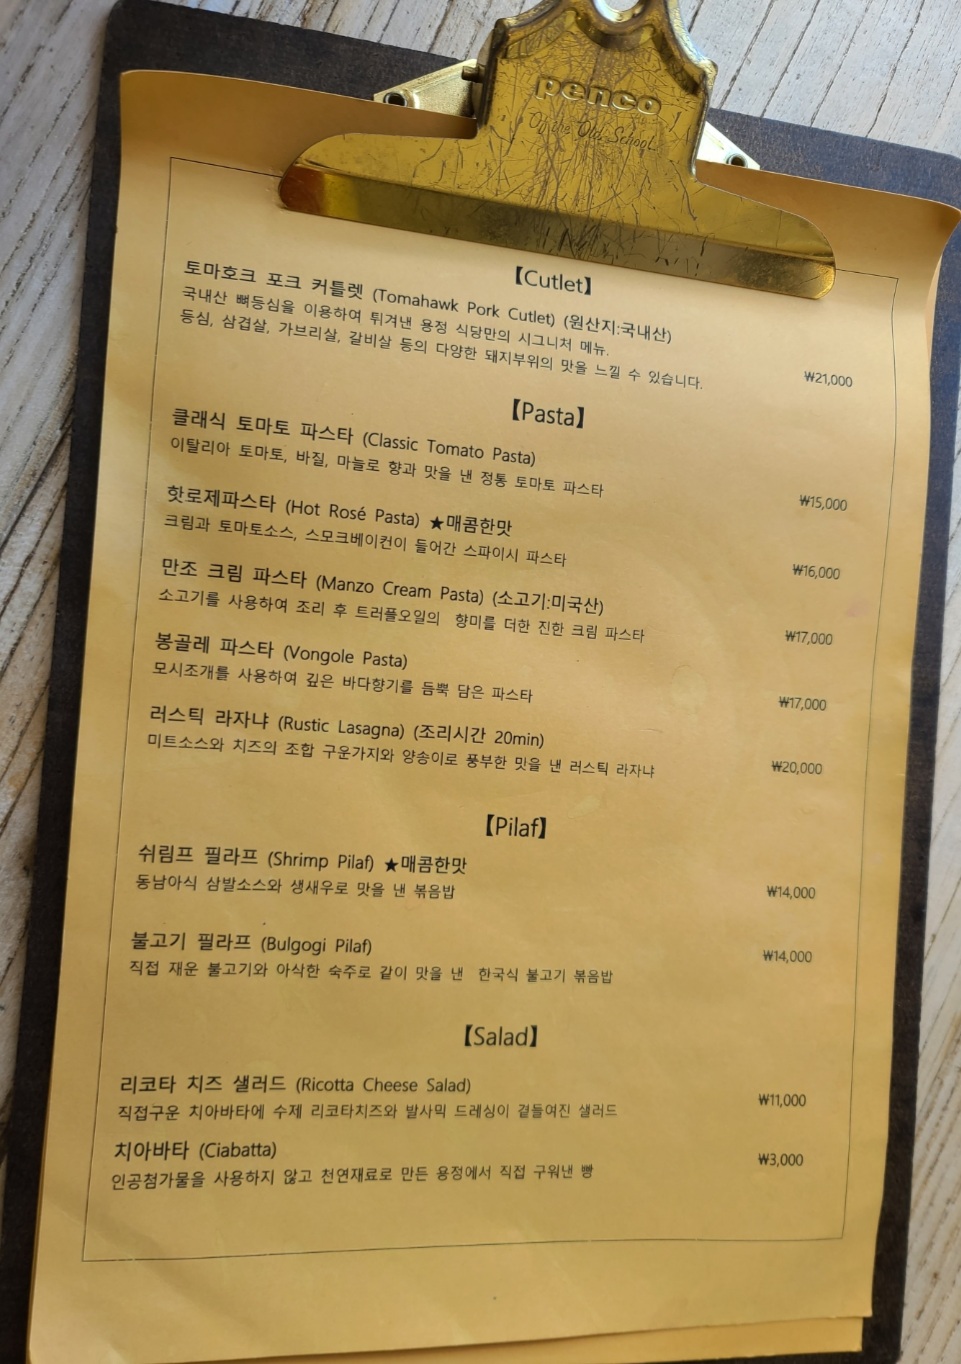 penco
Of the Old School.
【Cutlet】
토마호크 포크 커틀렛 (Tomahawk Pork Cutlet) (원산지:국내산)
국내산 뼈등심을 이용하여 튀겨낸 용정 식당만의 시그니처 메뉴.
등심, 삼겹살, 가브리살, 갈비살 등의 다양한 돼지부위의 맛을 느낄 수 있습니다.
₩21,000
【Pasta】
클래식 토마토 파스타 (Classic Tomato Pasta)
이탈리아 토마토, 바질, 마늘로 향과 맛을 낸 정통 토마토 파스타
₩15,000
핫로제파스타 (Hot Rosé Pasta) ★매콤한맛
크림과 토마토소스, 스모크베이컨이 들어간 스파이시 파스타
₩16,000
만조 크림 파스타 (Manzo Cream Pasta) (소고기:미국산)
소고기를 사용하여 조리 후 트러플오일의 향미를 더한 진한 크림 파스타
₩17,000
봉골레 파스타 (Vongole Pasta)
모시조개를 사용하여 깊은 바다향기를 듬뿍 담은 파스타
₩17,000
러스틱 라자냐 (Rustic Lasagna) (조리시간 20min)
미트소스와 치즈의 조합 구운가지와 양송이로 풍부한 밋을 낸 러스틱 라자냐
₩20,000
【Pilaf】
쉬림프 필라프 (Shrimp Pilaf) ★매콤한맛
동남아식 삼발소스와 생새우로 맛을 낸 볶음밥
₩14,000
불고기 필라프 (Bulgogi Pilaf)
직접 재운 불고기와 아삭한 숙주로 같이 맛을 낸 한국식 불고기 볶음밥
₩14,000
【Salad】
리코타 치즈 샐러드 (Ricotta Cheese Salad)
직접구운 치아바타에 수제 리코타치즈와 발사믹 드레싱이 곁들여진 샐러드
₩11,000
치아바타 (Ciabatta)
인공첨가물을 사용하지 않고 천연재료로 만든 용정에서 직접 구워낸 빵
₩3,000